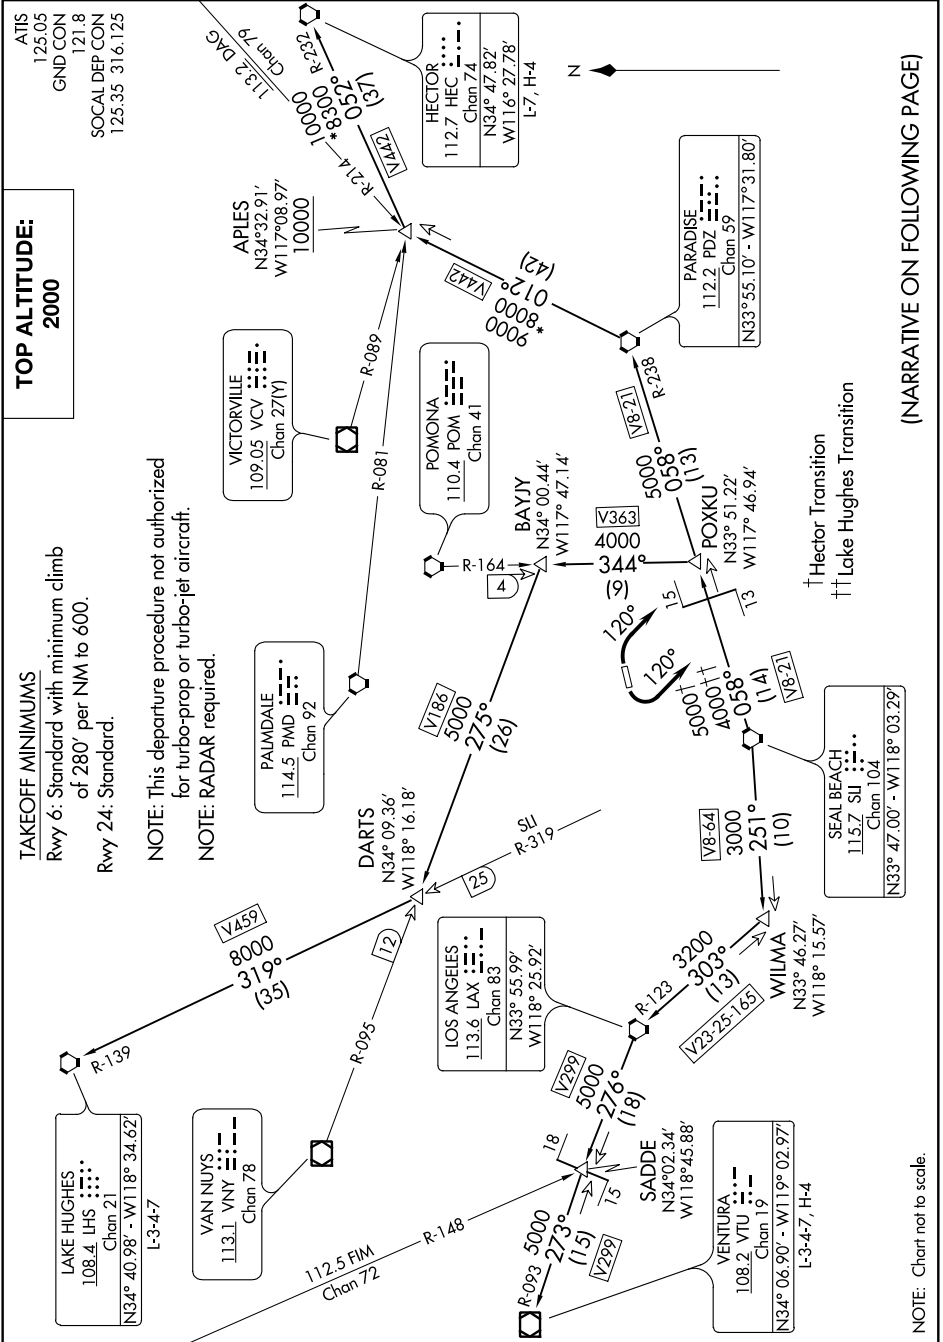 ATIS
125.05
GND CON
121.8
SOCAL DEP CON
125.35 316.125
TOP ALTITUDE:
2000
TAKEOFF MINIMUMS
Rwy 6: Standard with minimum climb
of 280' per NM to 600.
Rwy 24: Standard.
NOTE: This departure procedure not authorized
for turbo-prop or turbo-jet aircraft.
NOTE: RADAR required.
LAKE HUGHES
108.4 LHS
Chan 21
N34° 40.98' - W118° 34.62'
L-3-4-7
R-139
V459
8000
319°
(35)
VAN NUYS
113.1 VNY
Chan 78
R-095
12
DARTS
N34° 09.36'
W118° 16.18'
25
SLI
R-319
PALMDALE
114.5 PMD
Chan 92
R-081
VICTORVILLE
109.05 VCV
Chan 27(Y)
R-089
APLES
N34°32.91'
W117°08.97'
10000
113.2 DAG
Chan 79
R-214
10000
*8300
052°
(37)
R-232
V442
HECTOR
112.7 HEC
Chan 74
N34° 47.82'
W116° 27.78'
L-7, H-4
N
V442
9000
*8000
012°
(42)
POMONA
110.4 POM
Chan 41
R-164
4
BAYJY
N34° 00.44'
W117° 47.14'
V186
5000
275°
(26)
V363
4000
344°
(9)
PARADISE
112.2 PDZ
Chan 59
N33°55.10' - W117°31.80'
R-238
V8-21
5000
058°
(13)
POXKU
N33° 51.22'
W117° 46.94'
15
13
120°
120°
5000†
4000††
058°
(14)
V8-21
†Hector Transition
††Lake Hughes Transition
SEAL BEACH
115.7 SLI
Chan 104
N33° 47.00' - W118° 03.29'
V8-64
3000
251°
(10)
WILMA
N33° 46.27'
W118° 15.57'
LOS ANGELES
113.6 LAX
Chan 83
N33° 55.99'
W118° 25.92'
R-123
3200
303°
(13)
V23-25-165
V299
5000
276°
(18)
18
15
SADDE
N34°02.34'
W118°45.88'
112.5 FIM
Chan 72
R-148
R-093
5000
273°
(15)
V299
VENTURA
108.2 VTU
Chan 19
N34° 06.90' - W119° 02.97'
L-3-4-7, H-4
NOTE: Chart not to scale.
(NARRATIVE ON FOLLOWING PAGE)